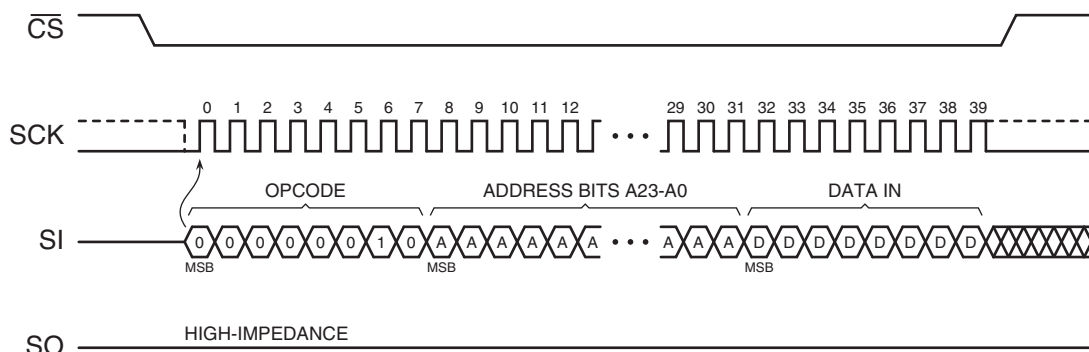 CS
0 1 2 3 4 5 6 7 8 9 10 11 12 29 30 31 32 33 34 35 36 37 38 39
SCK
OPCODE ADDRESS BITS A23-A0 DATA IN
SI 0 0 0 0 0 0 1 0 A A A A A A A A A D D D D D D D D
MSB MSB MSB
HIGH-IMPEDANCE
SO